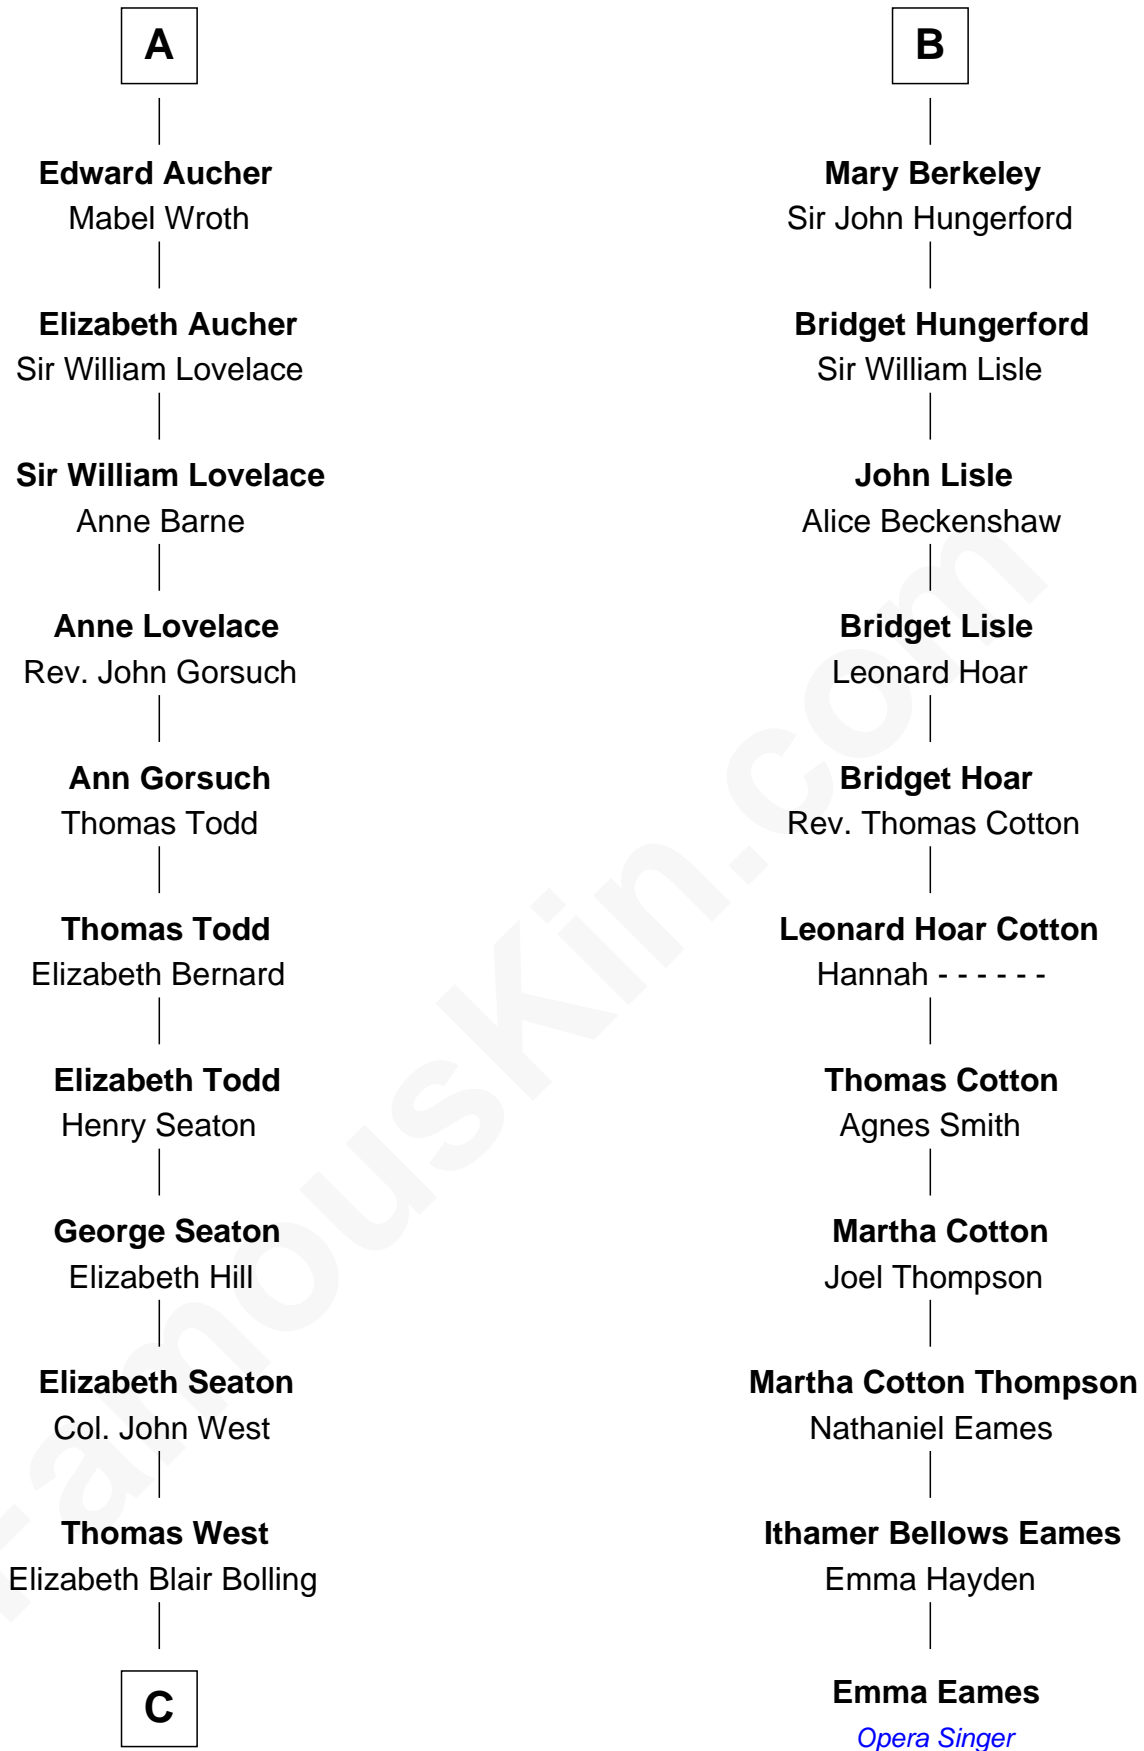 A
Edward Aucher
Mabel Wroth
Elizabeth Aucher
Sir William Lovelace
Sir William Lovelace
Anne Barne
Anne Lovelace
Rev. John Gorsuch
Ann Gorsuch
Thomas Todd
Thomas Todd
Elizabeth Bernard
Elizabeth Todd
Henry Seaton
George Seaton
Elizabeth Hill
Elizabeth Seaton
Col. John West
Thomas West
Elizabeth Blair Bolling
C
B
Mary Berkeley
Sir John Hungerford
Bridget Hungerford
Sir William Lisle
John Lisle
Alice Beckenshaw
Bridget Lisle
Leonard Hoar
Bridget Hoar
Rev. Thomas Cotton
Leonard Hoar Cotton
Hannah - - - - - -
Thomas Cotton
Agnes Smith
Martha Cotton
Joel Thompson
Martha Cotton Thompson
Nathaniel Eames
Ithamer Bellows Eames
Emma Hayden
Emma Eames
Opera Singer
FamousKin.com